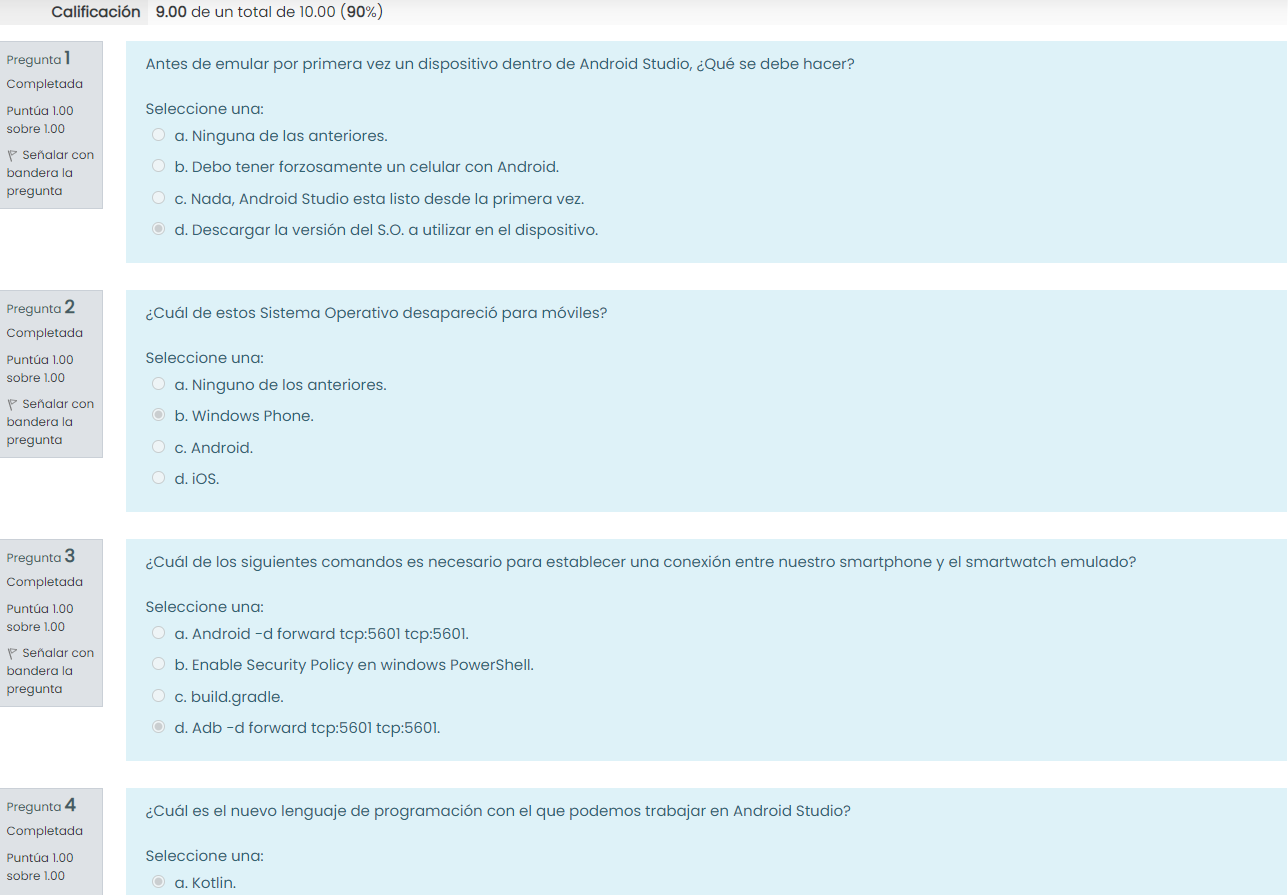 Calificación 9.00 de un total de 10.00 (90%)
Pregunta 1
Completada
Puntúa 1.00
sobre 1.00
Señalar con
bandera la
pregunta
Antes de emular por primera vez un dispositivo dentro de Android Studio, ¿Qué se debe hacer?
Seleccione una:
a. Ninguna de las anteriores.
b. Debo tener forzosamente un celular con Android.
c. Nada, Android Studio esta listo desde la primera vez.
d. Descargar la versión del S.O. a utilizar en el dispositivo.
Pregunta 2
Completada
Puntúa 1.00
sobre 1.00
Señalar con
bandera la
pregunta
¿Cuál de estos Sistema Operativo desapareció para móviles?
Seleccione una:
a. Ninguno de los anteriores.
b. Windows Phone.
c. Android.
d. iOS.
Pregunta 3
Completada
Puntúa 1.00
sobre 1.00
Señalar con
bandera la
pregunta
¿Cuál de los siguientes comandos es necesario para establecer una conexión entre nuestro smartphone y el smartwatch emulado?
Seleccione una:
a. Android -d forward tcp:5601 tcp:5601.
b. Enable Security Policy en windows PowerShell.
c. build.gradle.
d. Adb -d forward tcp:5601 tcp:5601.
Pregunta 4
Completada
Puntúa 1.00
sobre 1.00
¿Cuál es el nuevo lenguaje de programación con el que podemos trabajar en Android Studio?
Seleccione una:
a. Kotlin.